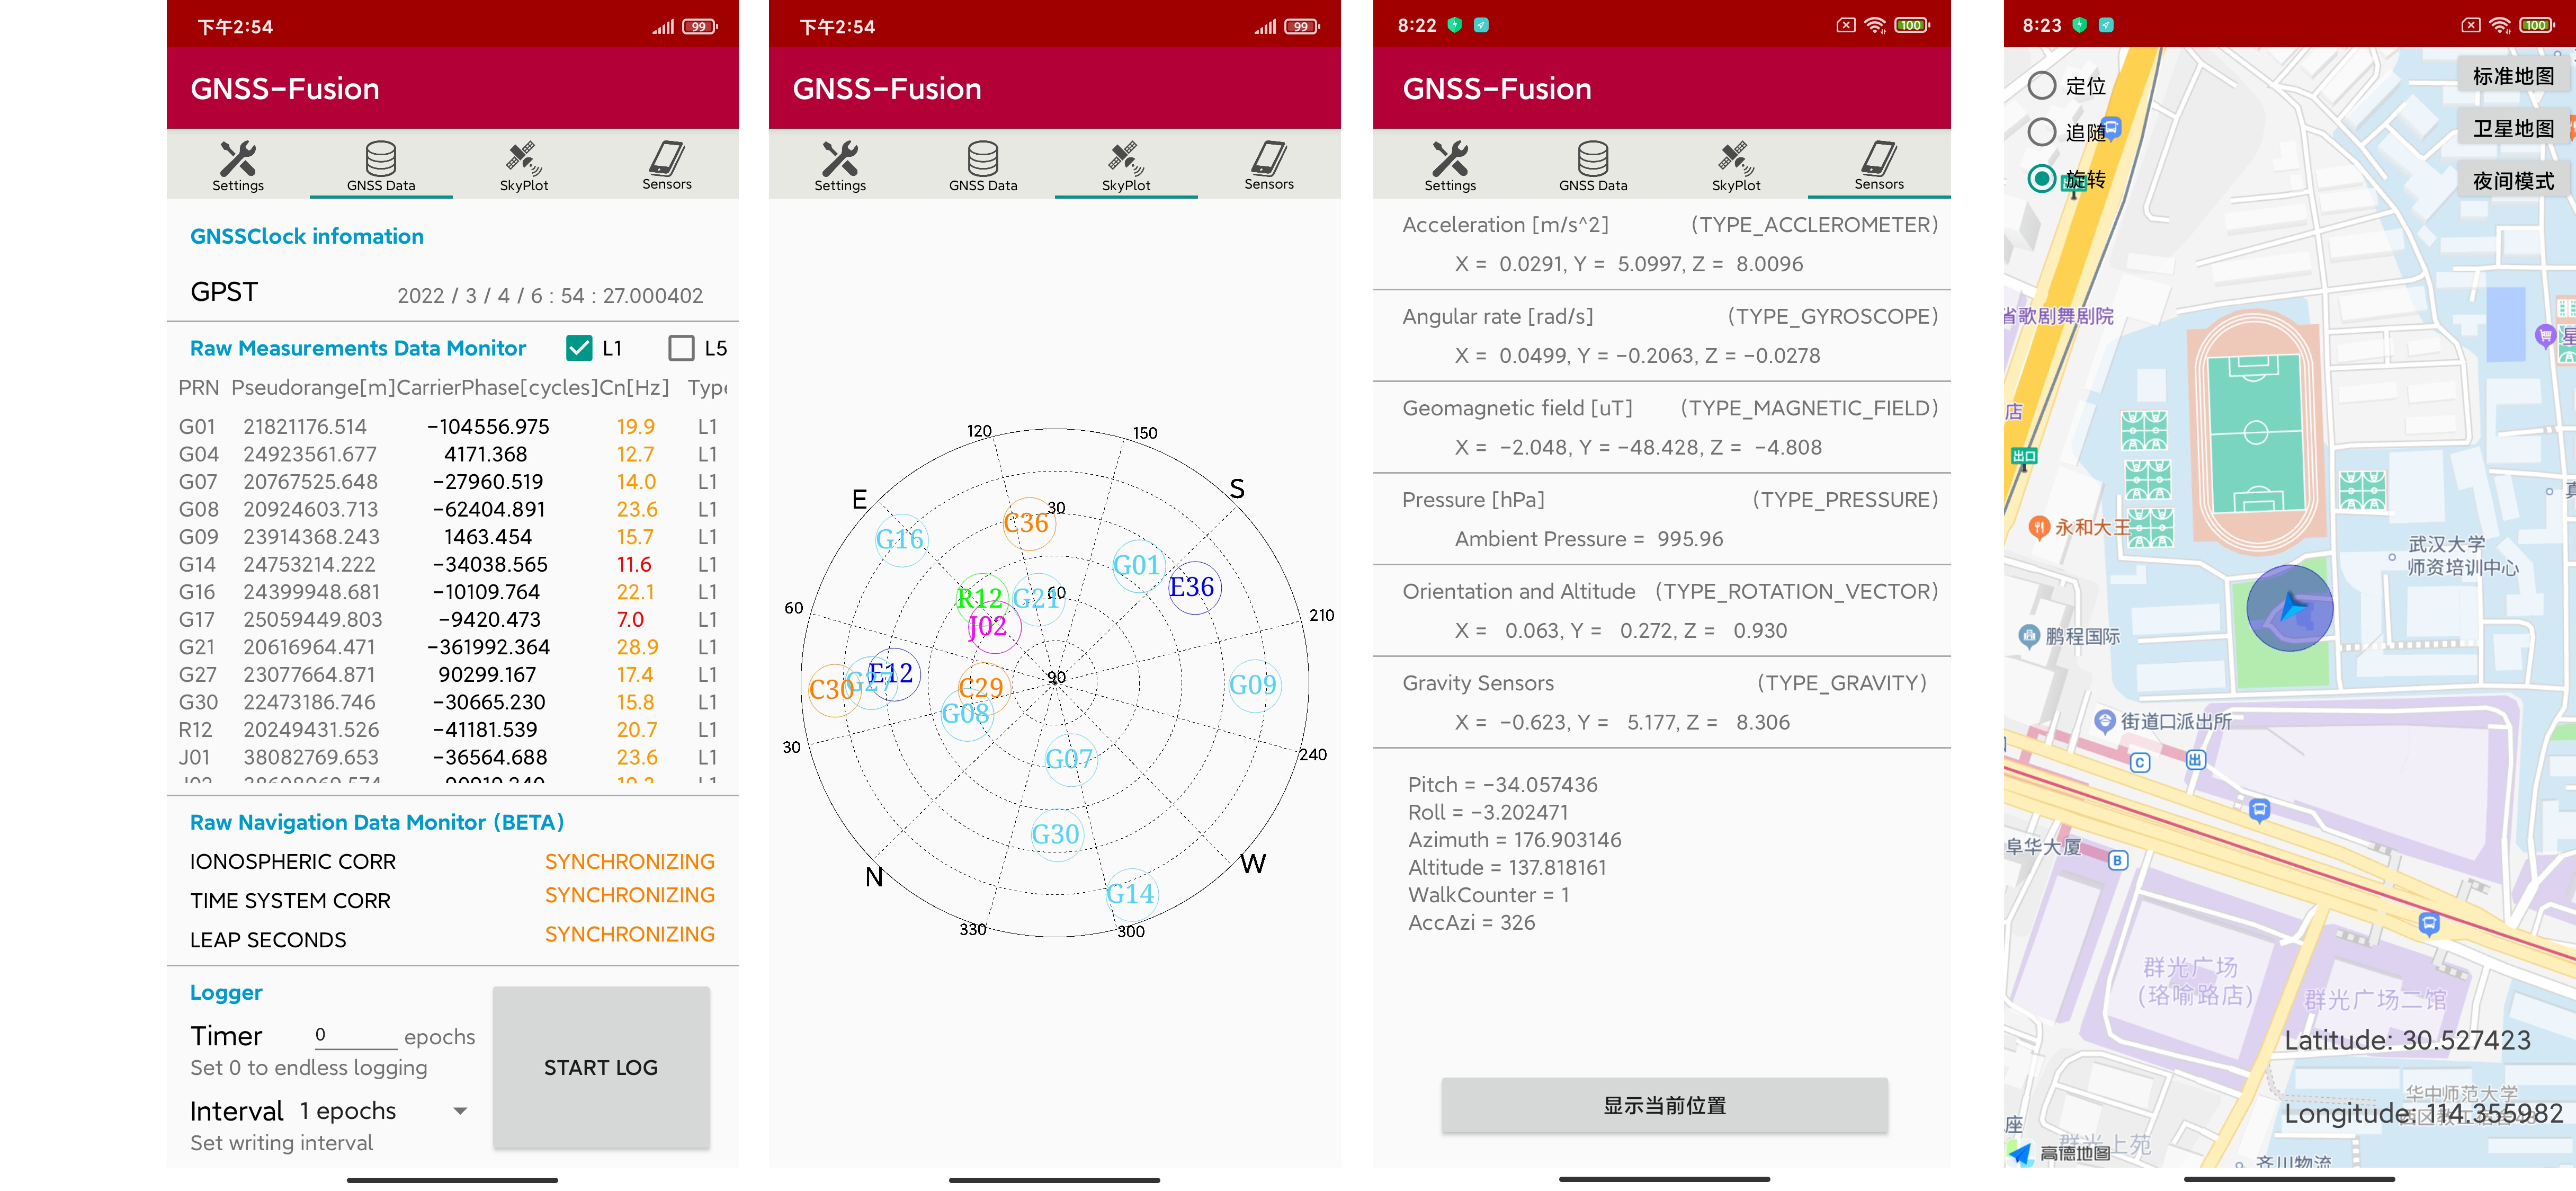 下午2:54
99
GNSS-Fusion
Settings
GNSS Data
SkyPlot
Sensors
GNSSClock infomation
GPST 2022 / 3 / 4 / 6 : 54 : 27.000402
Raw Measurements Data Monitor L1 L5
PRN Pseudorange[m]CarrierPhase[cycles]Cn[Hz] Type
G01 21821176.514 -104556.975 19.9 L1
G04 24923561.677 4171.368 12.7 L1
G07 20767525.648 -27960.519 14.0 L1
G08 20924603.713 -62404.891 23.6 L1
G09 23914368.243 1463.454 15.7 L1
G14 24753214.222 -34038.565 11.6 L1
G16 24399948.681 -10109.764 22.1 L1
G17 25059449.803 -9420.473 7.0 L1
G21 20616964.471 -361992.364 28.9 L1
G27 23077664.871 90299.167 17.4 L1
G30 22473186.746 -30665.230 15.8 L1
R12 20249431.526 -41181.539 20.7 L1
J01 38082769.653 -36564.688 23.6 L1
Raw Navigation Data Monitor (BETA)
IONOSPHERIC CORR SYNCHRONIZING
TIME SYSTEM CORR SYNCHRONIZING
LEAP SECONDS SYNCHRONIZING
Logger
Timer 0 epochs
Set 0 to endless logging
START LOG
Interval 1 epochs
Set writing interval
下午2:54
99
GNSS-Fusion
Settings
GNSS Data
SkyPlot
Sensors
120
150
E
S
30
C36
G16
G01
E36
R12
G21
60
J02
60
210
E12
G27
C30
C29
90
G09
G08
30
240
G07
G30
N
W
G14
330
300
8:22
100
GNSS-Fusion
Settings
GNSS Data
SkyPlot
Sensors
Acceleration [m/s^2] (TYPE_ACCLEROMETER)
X = 0.0291, Y = 5.0997, Z = 8.0096
Angular rate [rad/s] (TYPE_GYROSCOPE)
X = 0.0499, Y = -0.2063, Z = -0.0278
Geomagnetic field [uT] (TYPE_MAGNETIC_FIELD)
X = -2.048, Y = -48.428, Z = -4.808
Pressure [hPa] (TYPE_PRESSURE)
Ambient Pressure = 995.96
Orientation and Altitude (TYPE_ROTATION_VECTOR)
X = 0.063, Y = 0.272, Z = 0.930
Gravity Sensors (TYPE_GRAVITY)
X = -0.623, Y = 5.177, Z = 8.306
Pitch = -34.057436
Roll = -3.202471
Azimuth = 176.903146
Altitude = 137.818161
WalkCounter = 1
AccAzi = 326
显示当前位置
8:23
100
定位
追随
旋转
标准地图
卫星地图
夜间模式
省歌剧舞剧院
店
出口
永和大王
武汉大学
师资培训中心
鹏程国际
街道口派出所
C
出
阜华大厦
B
群光广场
(珞喻路店)
群光广场二馆
Latitude: 30.527423
华中师范大学
Longitude: 114.355982
座
群光上苑
高德地图
齐川物流